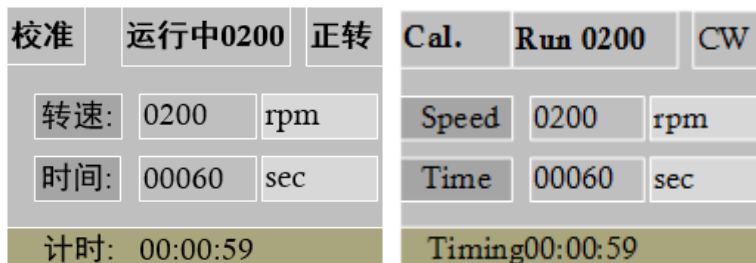 校准 运行中0200 正转
转速: 0200 rpm
时间: 00060 sec
计时: 00:00:59
Cal. Run 0200 CW
Speed 0200 rpm
Time 00060 sec
Timing00:00:59